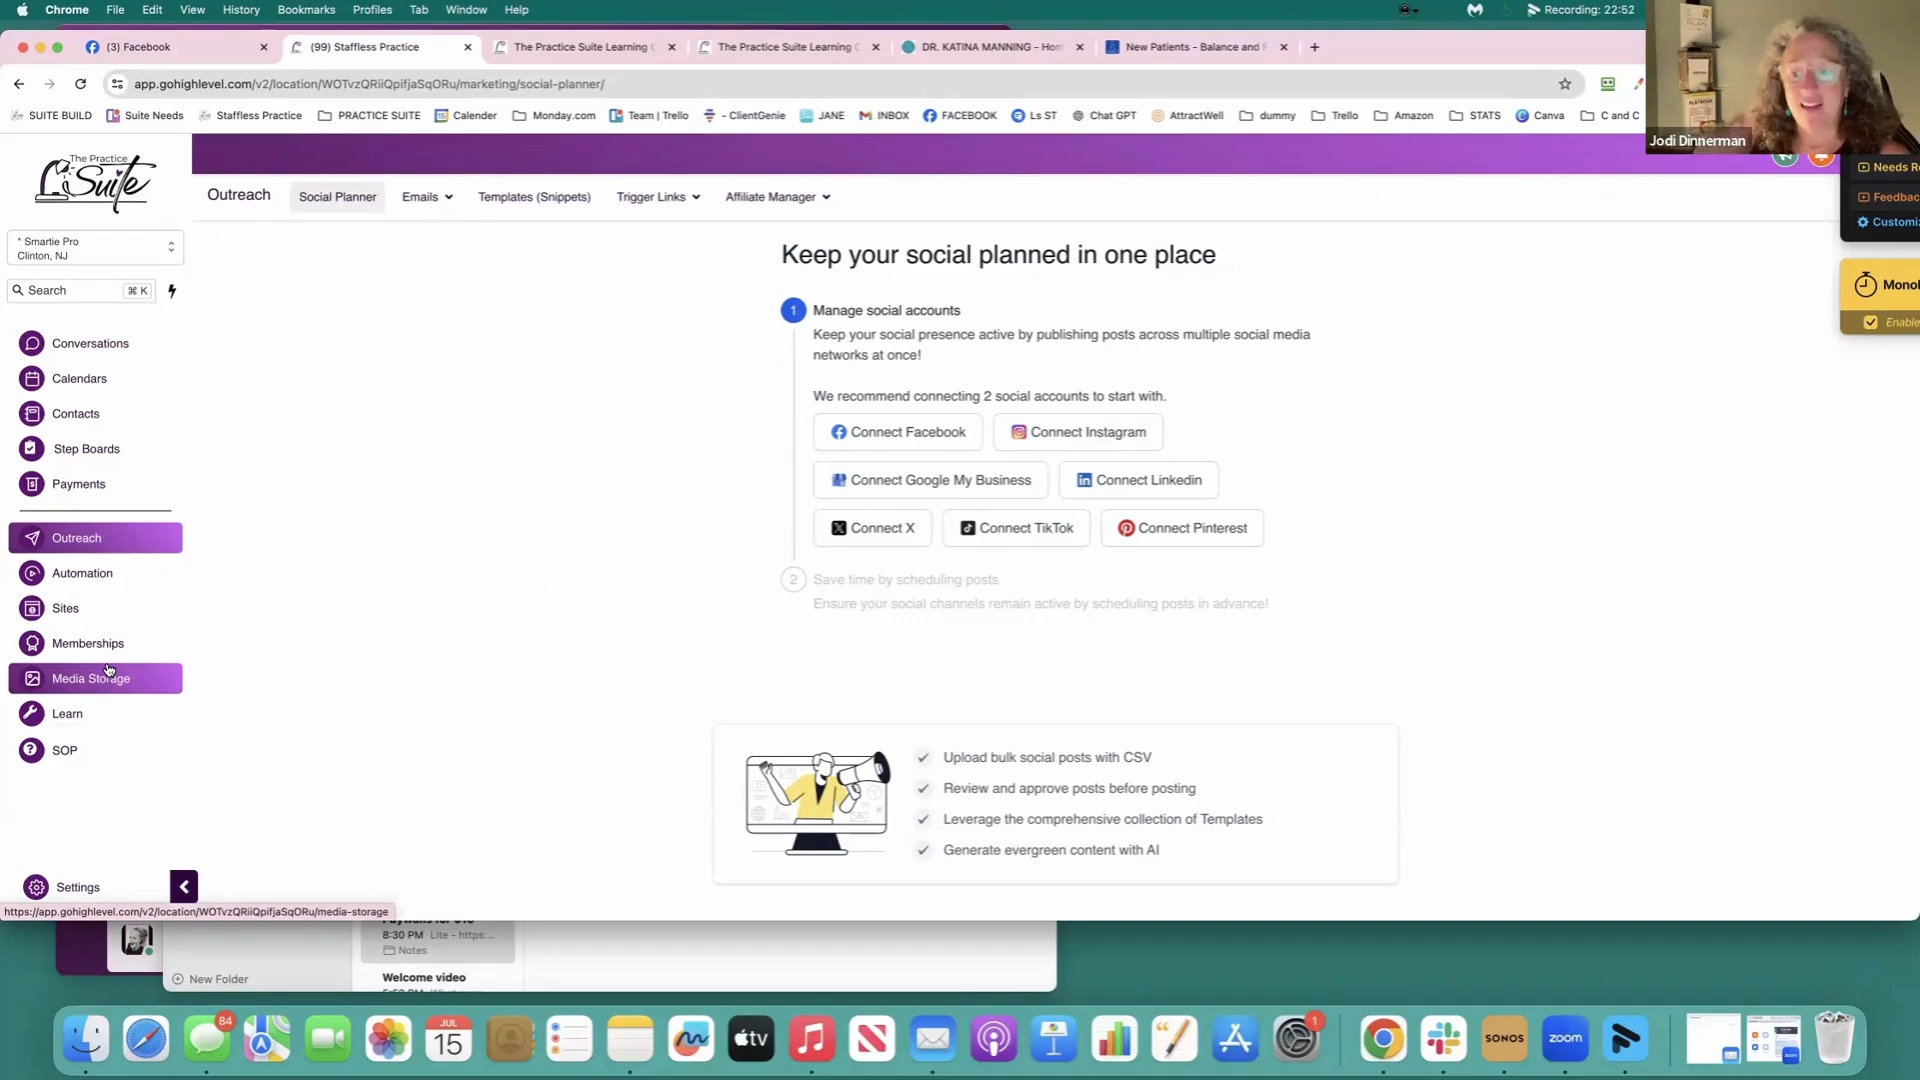 Chrome File Edit View History Bookmarks Profiles Tab Window Help
Recording: 22:52
(3) Facebook
(99) Staffless Practice
The Practice Suite Learning
The Practice Suite Learning
DR. KATINA MANNING - Hom
New Patients - Balance and F
app.gohighlevel.com/v2/location/WOTvzQRiiQpifjaSqORu/marketing/social-planner/
SUITE BUILD Suite Needs Staffless Practice PRACTICE SUITE Calender Monday.com Team | Trello - ClientGenie JANE INBOX FACEBOOK Ls ST Chat GPT AttractWell dummy Trello Amazon STATS Canva C and C
Jodi Dinnerman
Needs Re
Feedbac
Customiz
Monol
Enable
The Practice
Suite
* Smartie Pro
Clinton, NJ
Search ⌘ K
Conversations
Calendars
Contacts
Step Boards
Payments
Outreach
Automation
Sites
Memberships
Media Storage
Learn
SOP
Settings
https://app.gohighlevel.com/v2/location/WOTvzQRiiQpifjaSqORu/media-storage
Outreach Social Planner Emails Templates (Snippets) Trigger Links Affiliate Manager
Keep your social planned in one place
1 Manage social accounts
Keep your social presence active by publishing posts across multiple social media
networks at once!
We recommend connecting 2 social accounts to start with.
Connect Facebook Connect Instagram
Connect Google My Business Connect Linkedin
Connect X Connect TikTok Connect Pinterest
2 Save time by scheduling posts
Ensure your social channels remain active by scheduling posts in advance!
Upload bulk social posts with CSV
Review and approve posts before posting
Leverage the comprehensive collection of Templates
Generate evergreen content with AI
8:30 PM Lite - https:...
Notes
Welcome video
New Folder
84
JUL
15
tv
1
SONOS
zoom